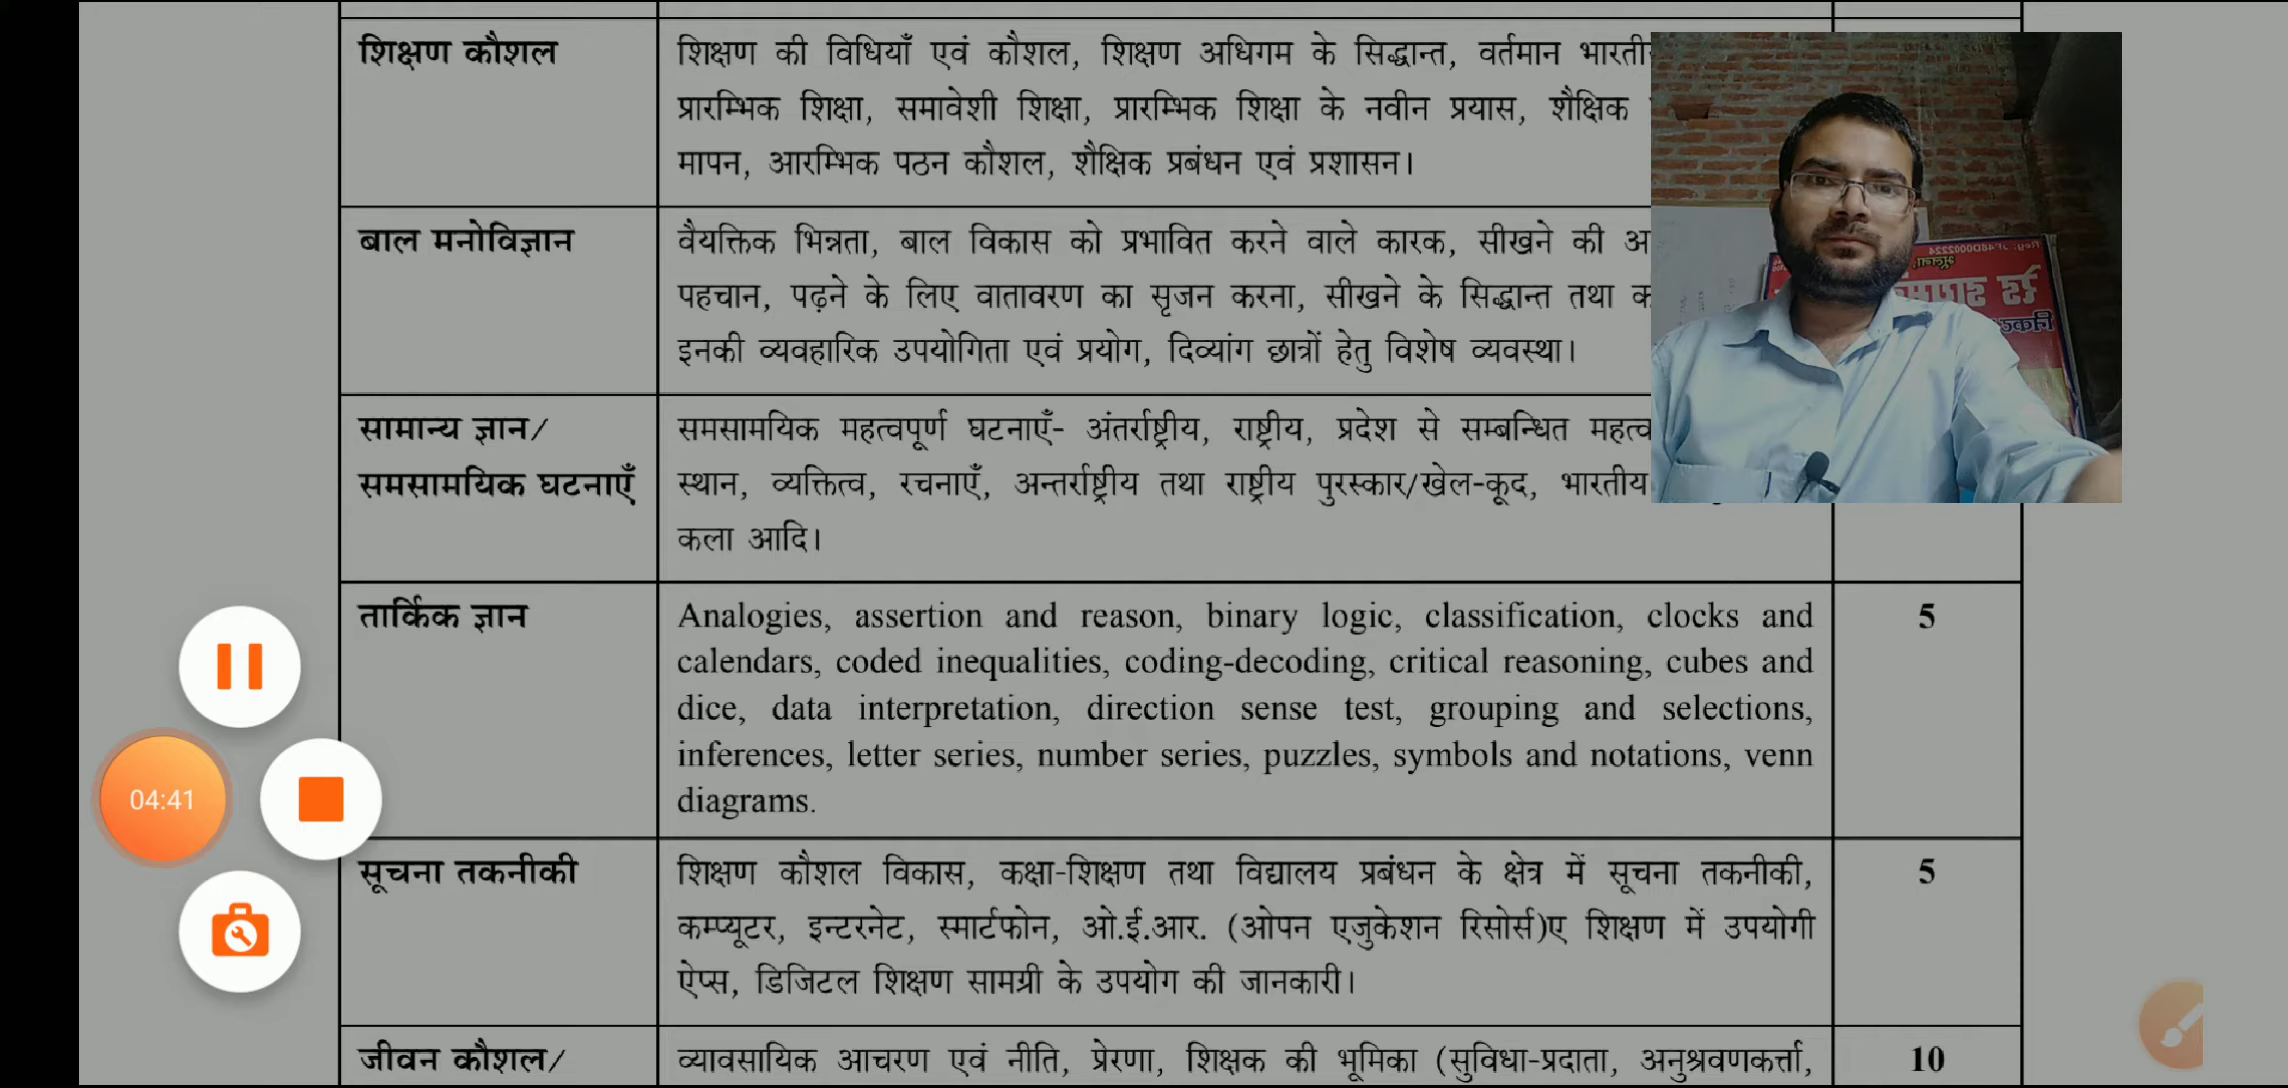 शिक्षण कौशल
शिक्षण की विधियाँ एवं कौशल, शिक्षण अधिगम के सिद्धान्त, वर्तमान
प्रारम्भिक शिक्षा, समावेशी शिक्षा, प्रारम्भिक शिक्षा के नवीन प्रयास, शैक्षिक
मापन, आरम्भिक पठन कौशल, शैक्षिक प्रबंधन एवं प्रशासन।
बाल मनोविज्ञान
वैयक्तिक भिन्नता, बाल विकास को प्रभावित करने वाले कारक, सीखने की
पहचान, पढ़ने के लिए वातावरण का सृजन करना, सीखने के सिद्धान्त तथा
इनकी व्यवहारिक उपयोगिता एवं प्रयोग, दिव्यांग छात्रों हेतु विशेष व्यवस्था।
सामान्य ज्ञान/
समसामयिक घटनाएँ
समसामयिक महत्वपूर्ण घटनाएँ- अंतर्राष्ट्रीय, राष्ट्रीय, प्रदेश से सम्बन्धित
स्थान, व्यक्तित्व, रचनाएँ, अन्तर्राष्ट्रीय तथा राष्ट्रीय पुरस्कार/खेल-कूद, भारतीय
कला आदि।
तार्किक ज्ञान
Analogies, assertion and reason, binary logic, classification, clocks and
calendars, coded inequalities, coding-decoding, critical reasoning, cubes and
dice, data interpretation, direction sense test, grouping and selections,
inferences, letter series, number series, puzzles, symbols and notations, venn
diagrams.
5
04:41
सूचना तकनीकी
शिक्षण कौशल विकास, कक्षा-शिक्षण तथा विद्यालय प्रबंधन के क्षेत्र में सूचना तकनीकी,
कम्प्यूटर, इन्टरनेट, स्मार्टफोन, ओ.ई.आर. (ओपन एजुकेशन रिसोर्स)ए शिक्षण में उपयोगी
ऐप्स, डिजिटल शिक्षण सामग्री के उपयोग की जानकारी।
5
जीवन कौशल/
व्यावसायिक आचरण एवं नीति, प्रेरणा, शिक्षक की भूमिका (सुविधा-प्रदाता, अनुश्रवणकर्त्ता,
10